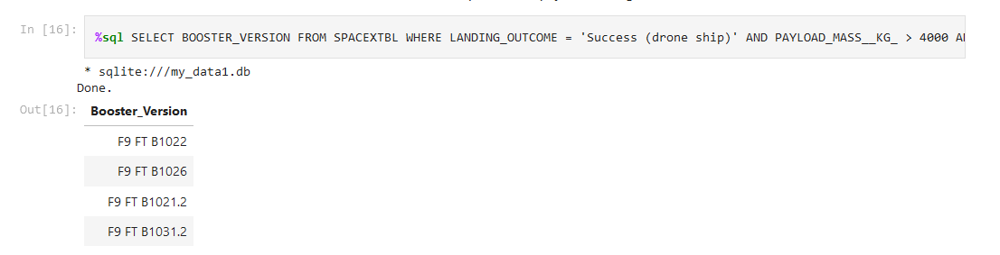 In [16]: %sql SELECT BOOSTER_VERSION FROM SPACEXTBL WHERE LANDING_OUTCOME = 'Success (drone ship)' AND PAYLOAD_MASS__KG_ > 4000
* sqlite:///my_data1.db
Done.
Out[16]: Booster_Version
F9 FT B1022
F9 FT B1026
F9 FT B1021.2
F9 FT B1031.2